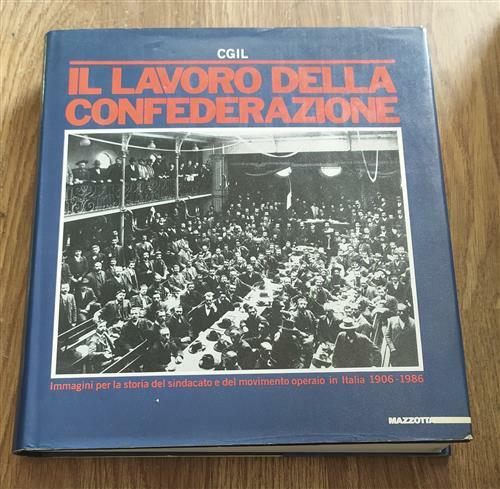 CGIL
IL LAVORO DELLA
CONFEDERAZIONE
Immagini per la storia del sindacato e del movimento operaio in Italia 1906-1986
MAZZOTTA